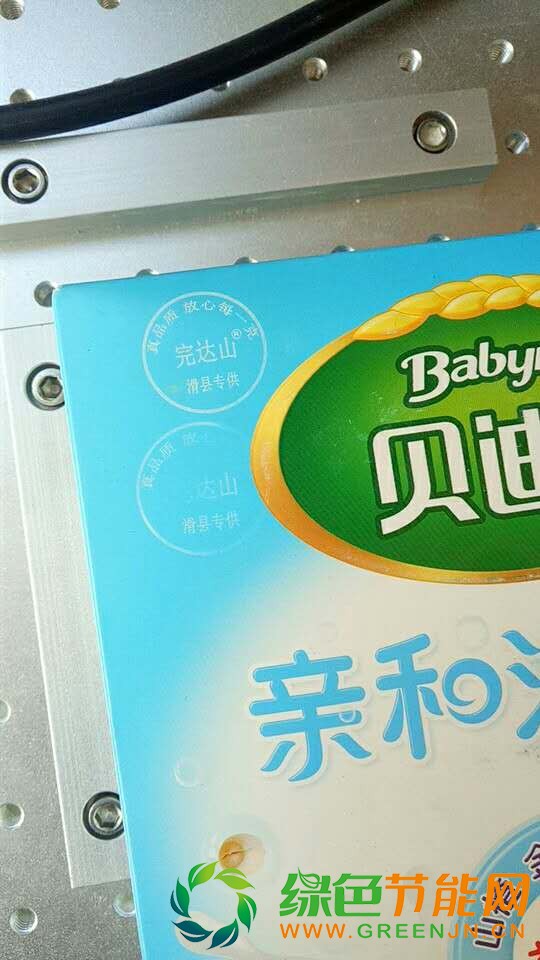 真品质 放心每一克
完达山®
滑县专供
真品质 放心
达山
滑县专供
Baby
贝迪
亲和
绿色节能网
WWW.GREENJN.CN